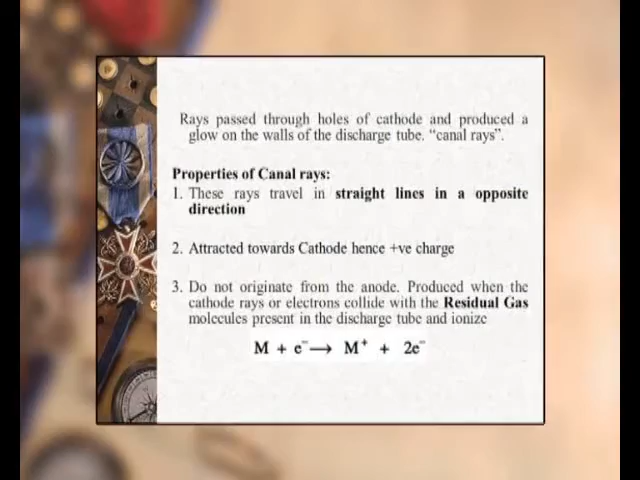 Rays passed through holes of cathode and produced a
glow on the walls of the discharge tube. “canal rays”.
Properties of Canal rays:
1. These rays travel in straight lines in a opposite
direction
2. Attracted towards Cathode hence +ve charge
3. Do not originate from the anode. Produced when the
cathode rays or electrons collide with the Residual Gas
molecules present in the discharge tube and ionize
M + e⁻ → M⁺ + 2e⁻